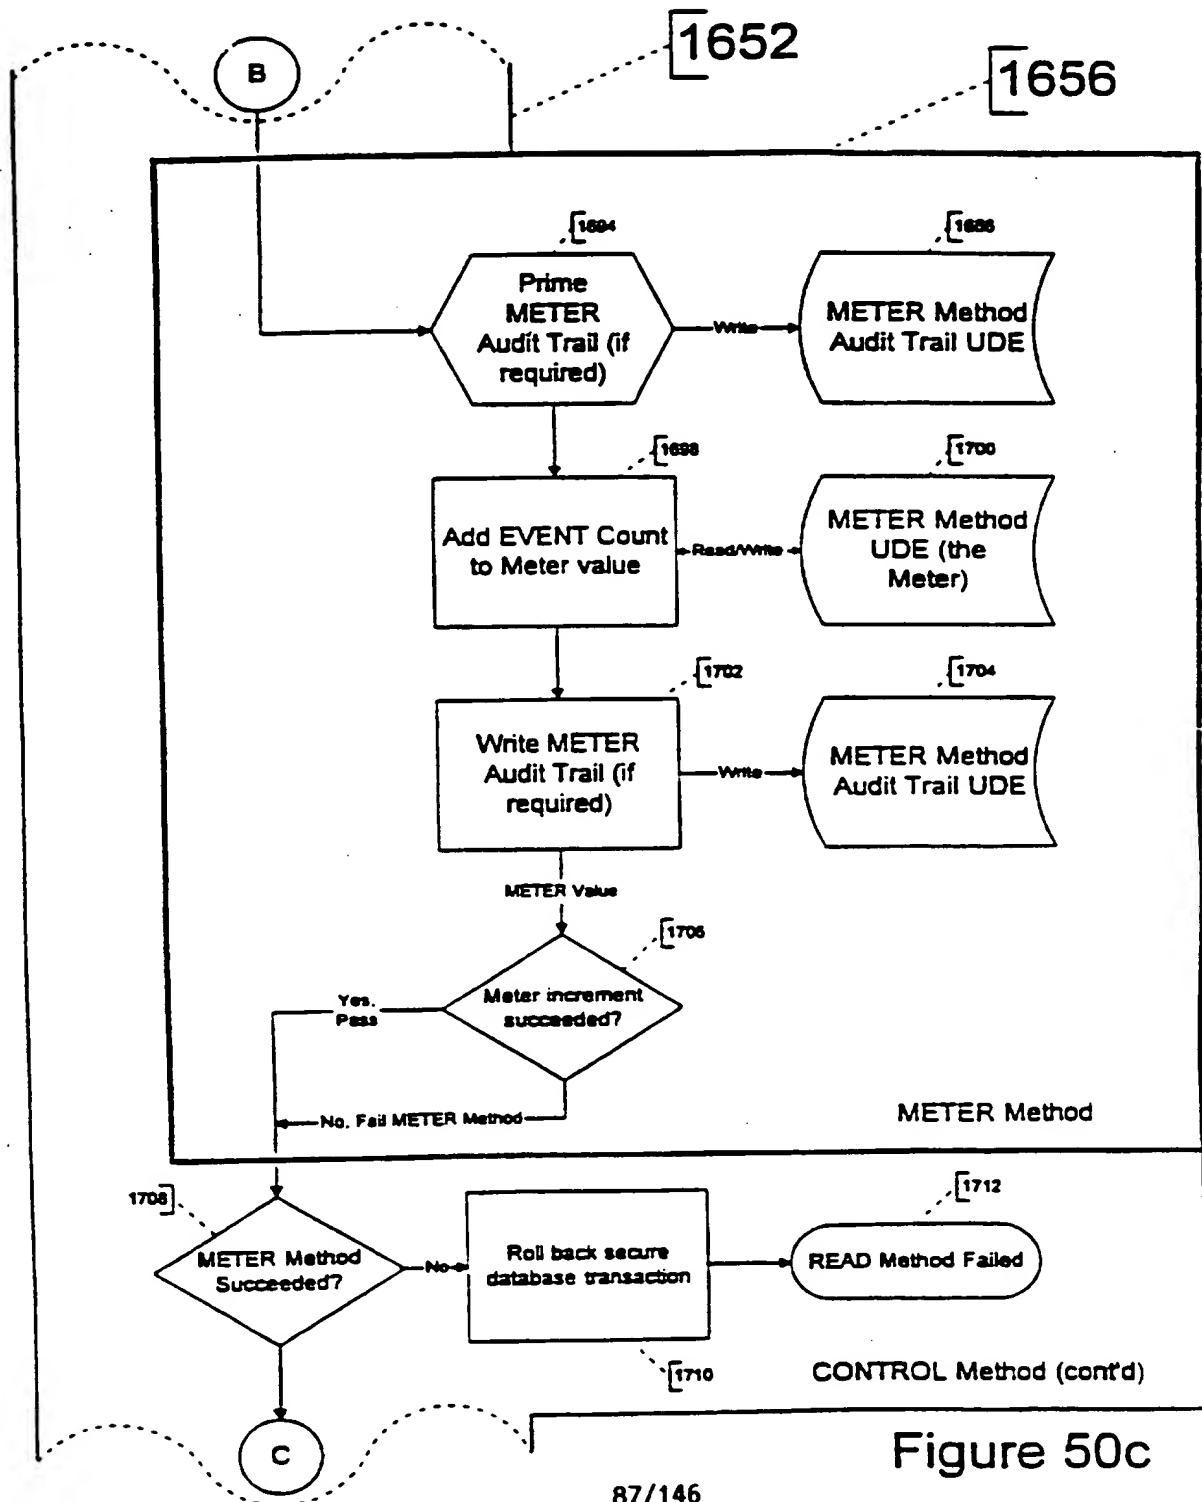 1652
1656
B
1694
Prime
METER
Audit Trail (if
required)
Write
METER Method
Audit Trail UDE
1698
Add EVENT Count
to Meter value
Read/Write
1700
METER Method
UDE (the
Meter)
1702
Write METER
Audit Trail (if
required)
Write
1704
METER Method
Audit Trail UDE
METER Value
1706
Meter increment
succeeded?
Yes,
Pass
No, Fail METER Method
METER Method
1708
METER Method
Succeeded?
No
Roll back secure
database transaction
1710
1712
READ Method Failed
CONTROL Method (cont'd)
C
Figure 50c
87/146